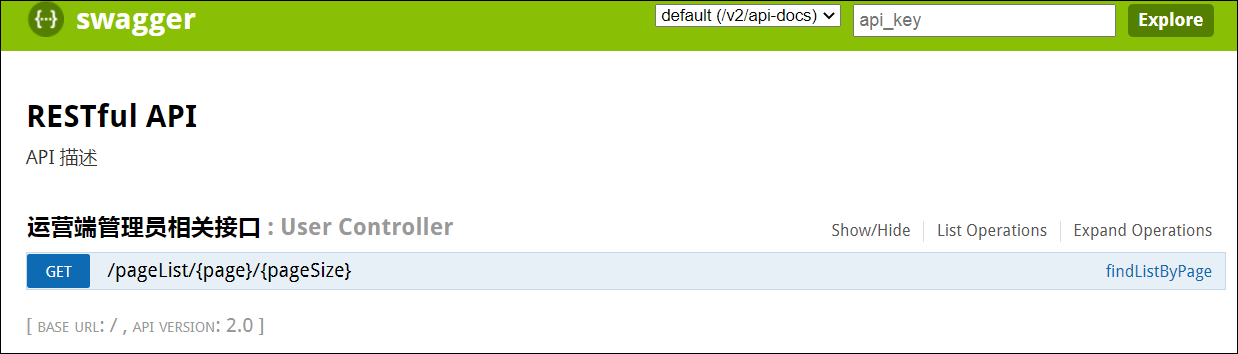 {···} swagger default (/v2/api-docs) api_key Explore
RESTful API
API 描述
运营端管理员相关接口 : User Controller Show/Hide List Operations Expand Operations
GET /pageList/{page}/{pageSize} findListByPage
[ BASE URL: / , API VERSION: 2.0 ]